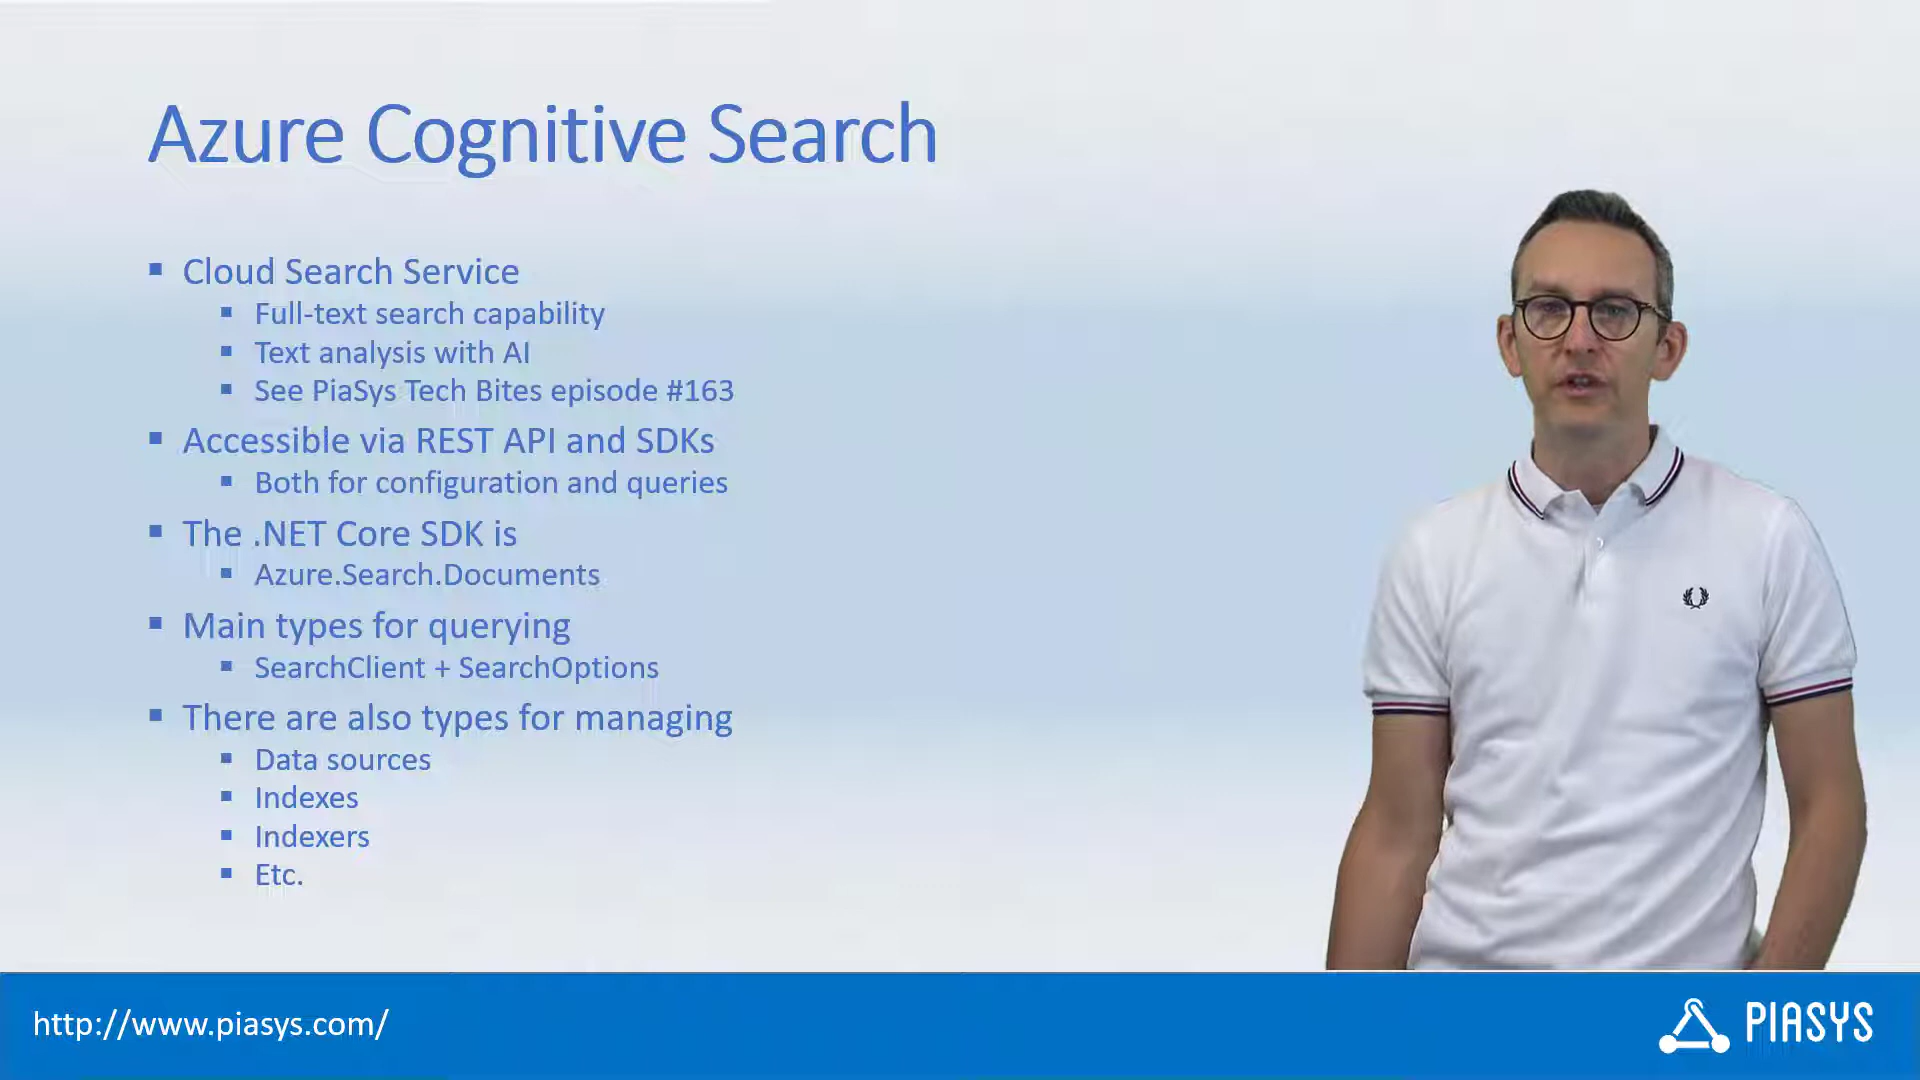 Azure Cognitive Search
Cloud Search Service
Full-text search capability
Text analysis with AI
See PiaSys Tech Bites episode #163
Accessible via REST API and SDKs
Both for configuration and queries
The .NET Core SDK is
Azure.Search.Documents
Main types for querying
SearchClient + SearchOptions
There are also types for managing
Data sources
Indexes
Indexers
Etc.
http://www.piasys.com/
PIASYS